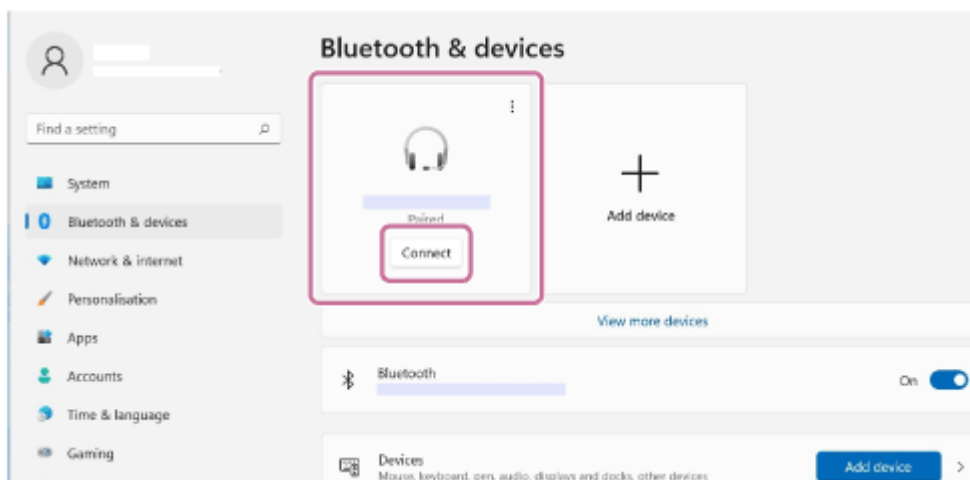 Bluetooth & devices
Find a setting
System
Bluetooth & devices
Network & internet
Personalisation
Apps
Accounts
Time & language
Gaming
Paired
Connect
Add device
View more devices
Bluetooth
On
Devices
Mouse, keyboard, pen, audio, displays and docks, other devices
Add device